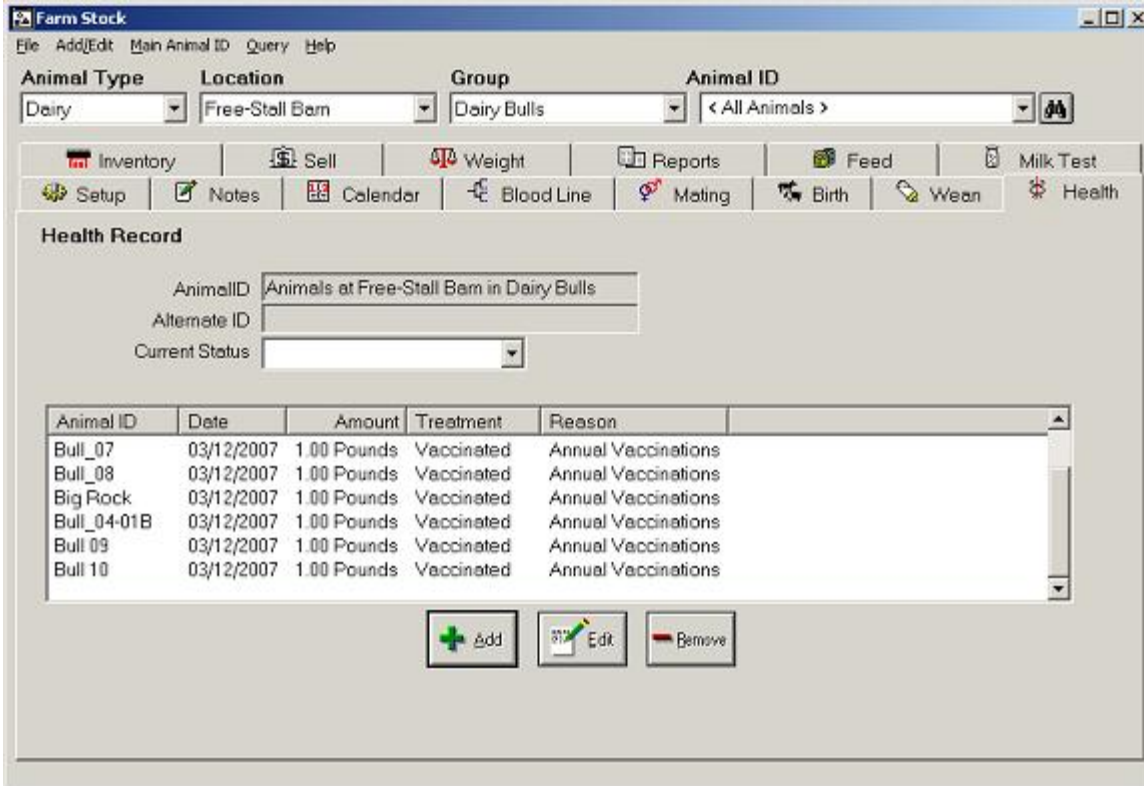 Farm Stock
File Add/Edit Main Animal ID Query Help
Animal Type Location Group Animal ID
Dairy Free-Stall Barn Dairy Bulls < All Animals >
Inventory Sell Weight Reports Feed Milk Test
Setup Notes Calendar Blood Line Mating Birth Wean Health
Health Record
AnimalID Animals at Free-Stall Barn in Dairy Bulls
Alternate ID
Current Status
Animal ID Date Amount Treatment Reason
Bull_07 03/12/2007 1.00 Pounds Vaccinated Annual Vaccinations
Bull_08 03/12/2007 1.00 Pounds Vaccinated Annual Vaccinations
Big Rock 03/12/2007 1.00 Pounds Vaccinated Annual Vaccinations
Bull_04-01B 03/12/2007 1.00 Pounds Vaccinated Annual Vaccinations
Bull 09 03/12/2007 1.00 Pounds Vaccinated Annual Vaccinations
Bull 10 03/12/2007 1.00 Pounds Vaccinated Annual Vaccinations
Add Edit Remove